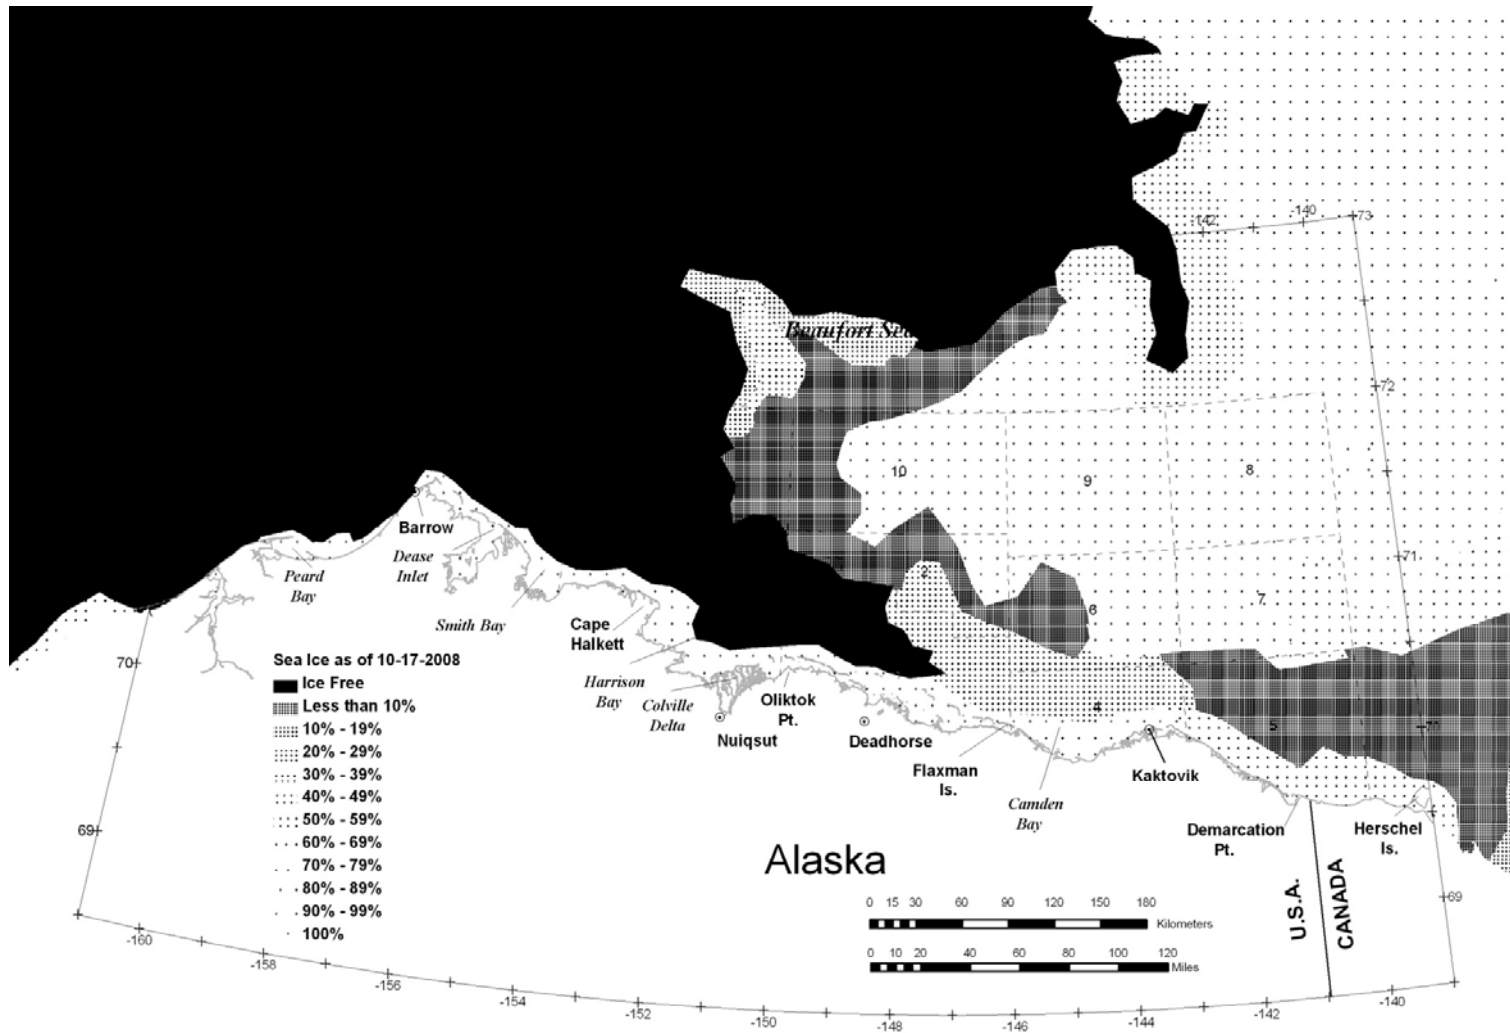 -142
-140
73
Beaufort Sea
72
10
9
8
Barrow
Dease
Inlet
Peard
Bay
71
2
7
6
Smith Bay
Cape
Halkett
70
Sea Ice as of 10-17-2008
Ice Free
Less than 10%
10% - 19%
20% - 29%
30% - 39%
40% - 49%
50% - 59%
60% - 69%
70% - 79%
80% - 89%
90% - 99%
100%
Harrison
Bay
Colville
Delta
Oliktok
Pt.
4
5
70
Nuiqsut
Deadhorse
Flaxman
Is.
Kaktovik
Camden
Bay
69
Demarcation
Pt.
Herschel
Is.
Alaska
U.S.A.
CANADA
69
0 15 30 60 90 120 150 180
Kilometers
0 10 20 40 60 80 100 120
Miles
-160
-158
-156
-154
-152
-150
-148
-146
-144
-142
-140